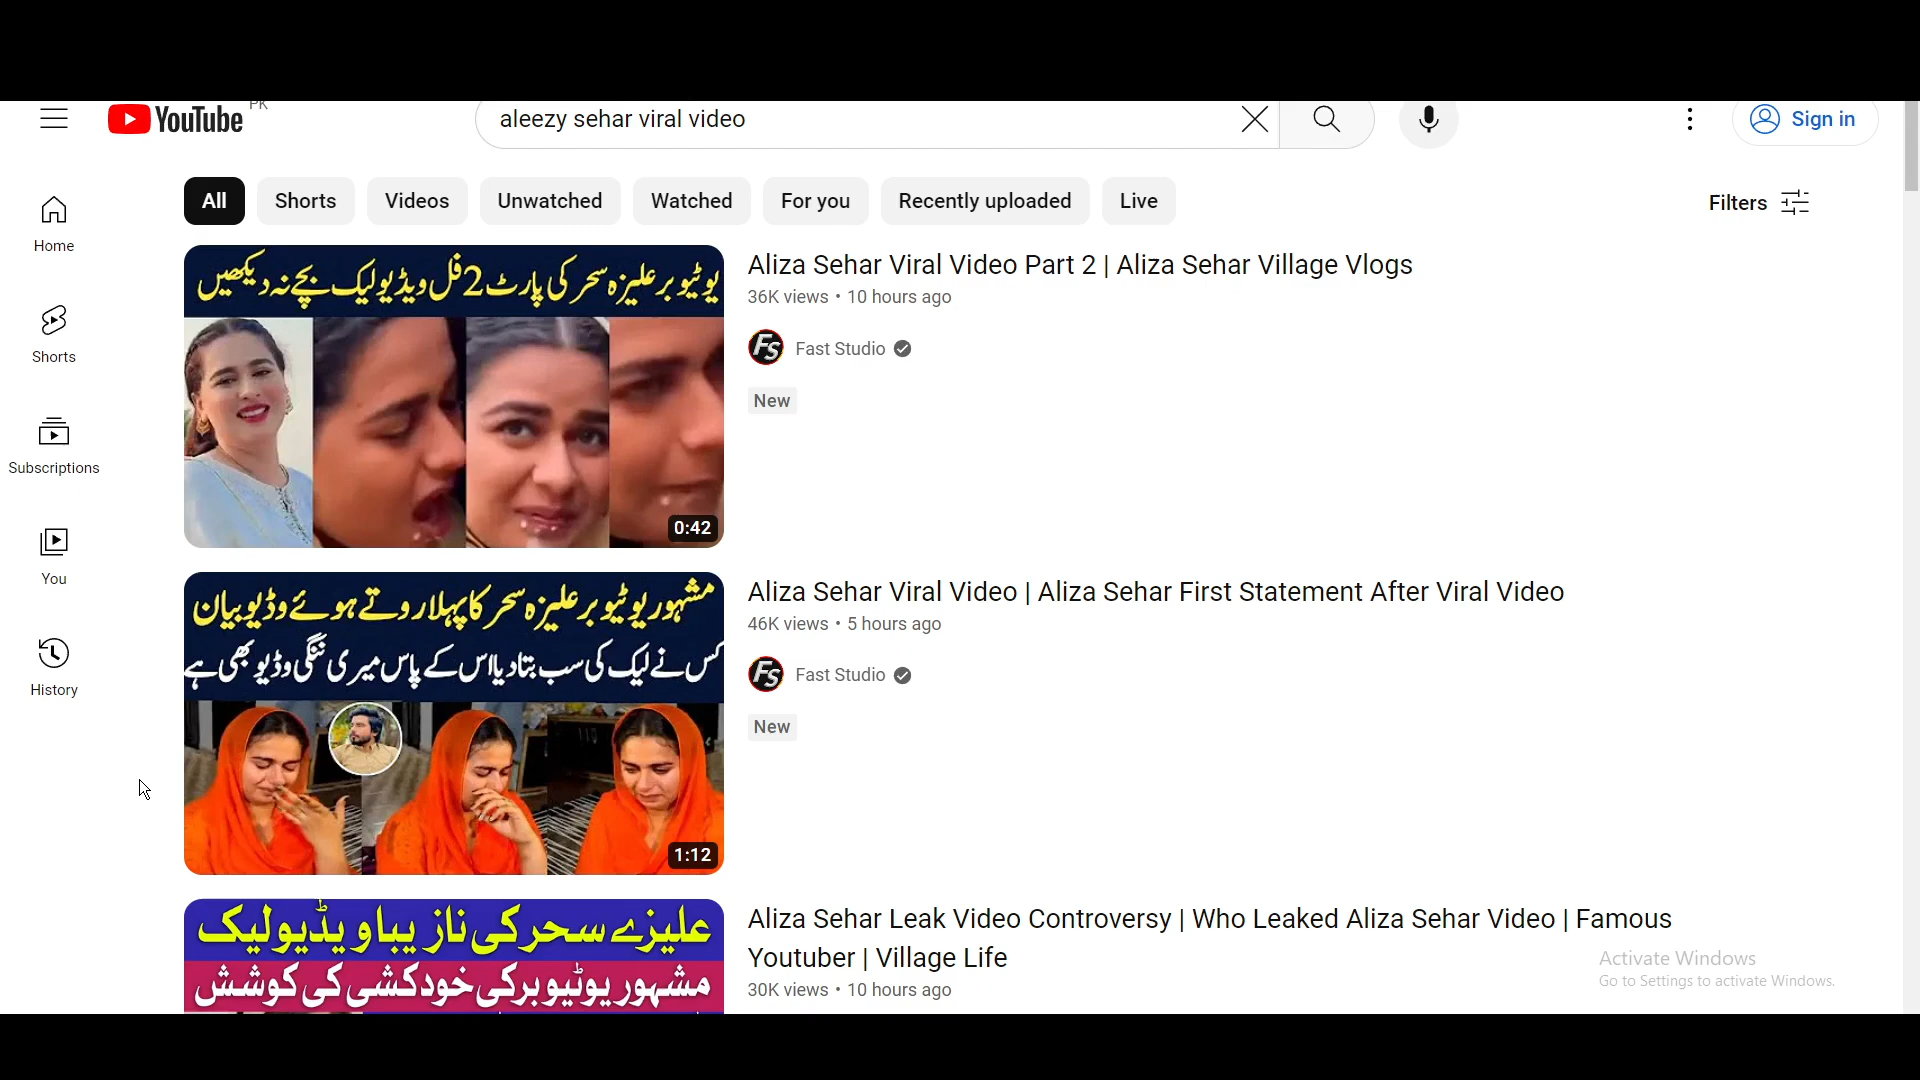 YouTube PK
aleezy sehar viral video
Sign in
All
Shorts
Videos
Unwatched
Watched
For you
Recently uploaded
Live
Filters
Home
Shorts
Subscriptions
You
History
یوٹیوبر علیزہ سحر کی پارٹ 2 فل ویڈیو لیک بچے نہ دیکھیں
0:42
Aliza Sehar Viral Video Part 2 | Aliza Sehar Village Vlogs
36K views • 10 hours ago
FS
Fast Studio
New
مشہور یوٹیوبر علیزہ سحر کا پہلا روتے ہوئے وڈیو بیان
کس نے لیک کی سب بتا دیا اس کے پاس میری ننگی وڈیو بھی ہے
1:12
Aliza Sehar Viral Video | Aliza Sehar First Statement After Viral Video
46K views • 5 hours ago
FS
Fast Studio
New
علیزے سحر کی نازیبا ویڈیو لیک
مشہور یوٹیوبر کی خودکشی کی کوشش
Aliza Sehar Leak Video Controversy | Who Leaked Aliza Sehar Video | Famous
Youtuber | Village Life
30K views • 10 hours ago
Activate Windows
Go to Settings to activate Windows.